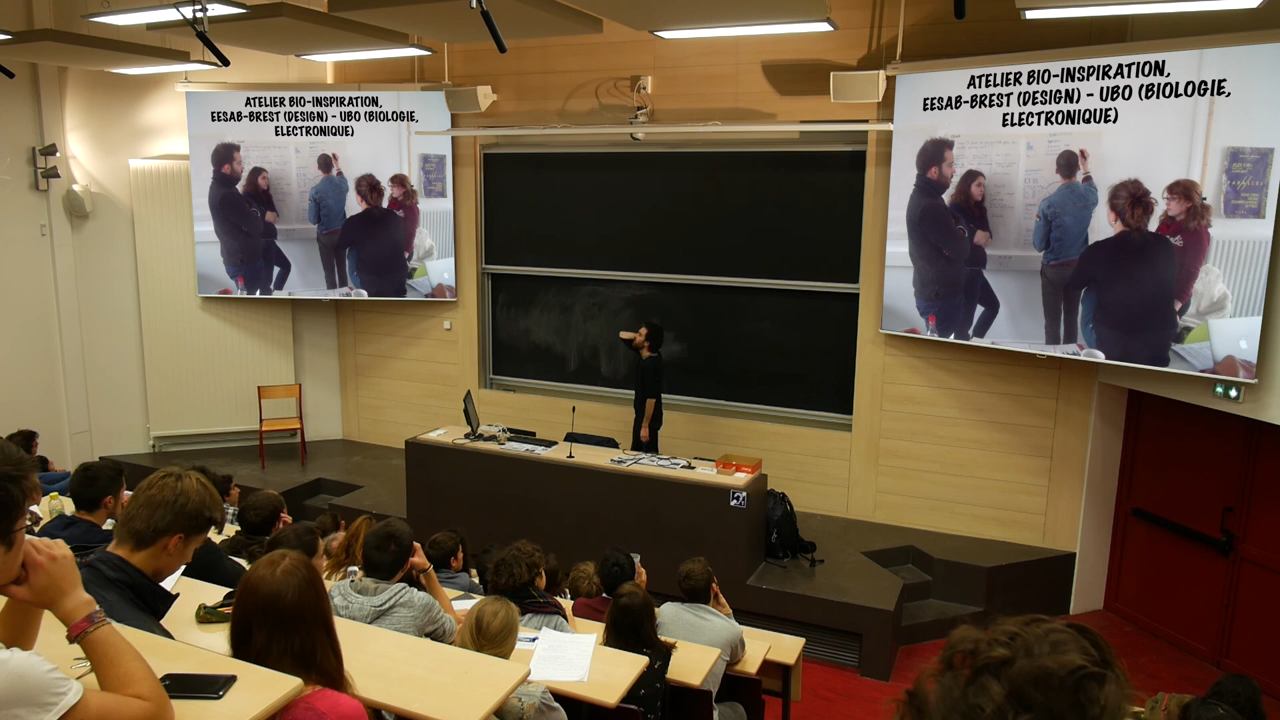 ATELIER BIO-INSPIRATION,
EESAB-BREST (DESIGN) - UBO (BIOLOGIE,
ELECTRONIQUE)
ATELIER BIO-INSPIRATION,
EESAB-BREST (DESIGN) - UBO (BIOLOGIE,
ELECTRONIQUE)